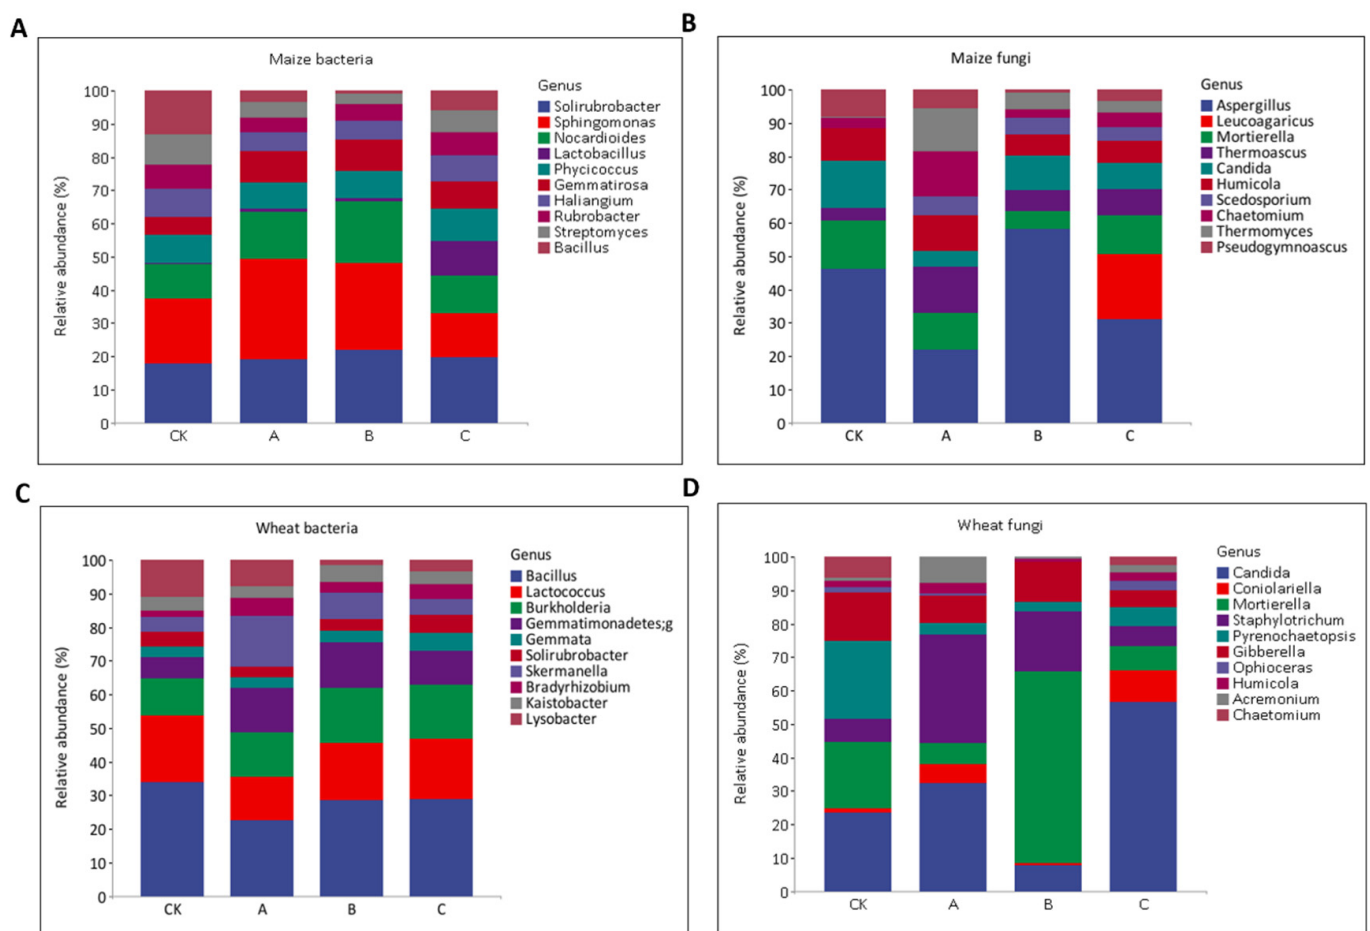 A
Maize bacteria
Relative abundance (%)
100
90
80
70
60
50
40
30
20
10
0
CK A B C
Genus
Solirubrobacter
Sphingomonas
Nocardioides
Lactobacillus
Phycicoccus
Gemmatirosa
Haliangium
Rubrobacter
Streptomyces
Bacillus
B
Maize fungi
Relative abundance (%)
100
90
80
70
60
50
40
30
20
10
0
CK A B C
Genus
Aspergillus
Leucoagaricus
Mortierella
Thermoascus
Candida
Humicola
Scedosporium
Chaetomium
Thermomyces
Pseudogymnoascus
C
Wheat bacteria
Relative abundance (%)
100
90
80
70
60
50
40
30
20
10
0
CK A B C
Genus
Bacillus
Lactococcus
Burkholderia
Gemmatimonadetes;g
Gemmata
Solirubrobacter
Skermanella
Bradyrhizobium
Kaistobacter
Lysobacter
D
Wheat fungi
Relative abundance (%)
100
90
80
70
60
50
40
30
20
10
0
CK A B C
Genus
Candida
Coniolariella
Mortierella
Staphylotrichum
Pyrenochaetopsis
Gibberella
Ophioceras
Humicola
Acremonium
Chaetomium